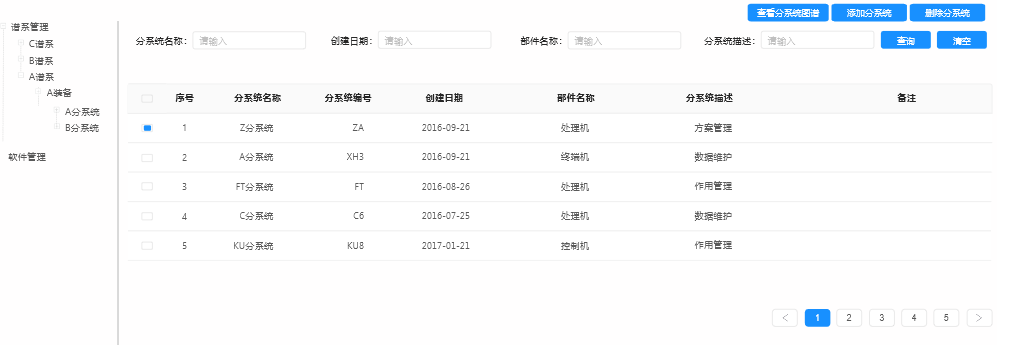 查看分系统图谱 添加分系统 删除分系统
谱系管理
C谱系
B谱系
A谱系
A装备
A分系统
B分系统
软件管理
分系统名称： 请输入 创建日期： 请输入 部件名称： 请输入 分系统描述： 请输入 查询 清空
序号 分系统名称 分系统编号 创建日期 部件名称 分系统描述 备注
1 Z分系统 ZA 2016-09-21 处理机 方案管理
2 A分系统 XH3 2016-09-21 终端机 数据维护
3 FT分系统 FT 2016-08-26 处理机 作用管理
4 C分系统 C6 2016-07-25 处理机 数据维护
5 KU分系统 KU8 2017-01-21 控制机 作用管理
< 1 2 3 4 5 >